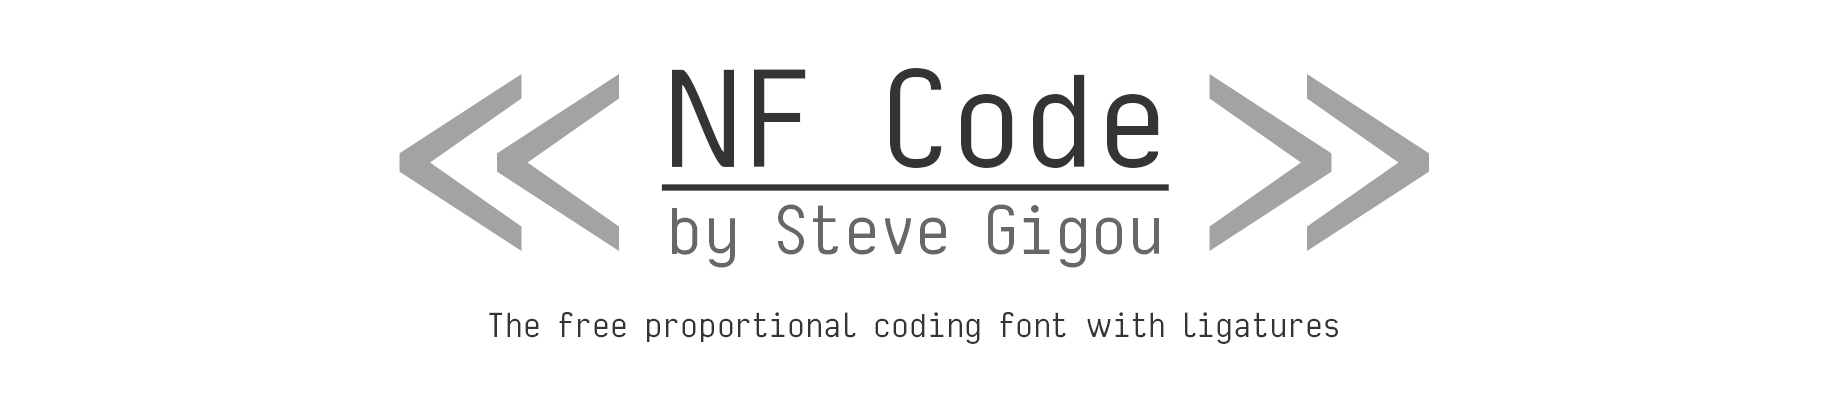 << NF Code >>
by Steve Gigou
The free proportional coding font with ligatures